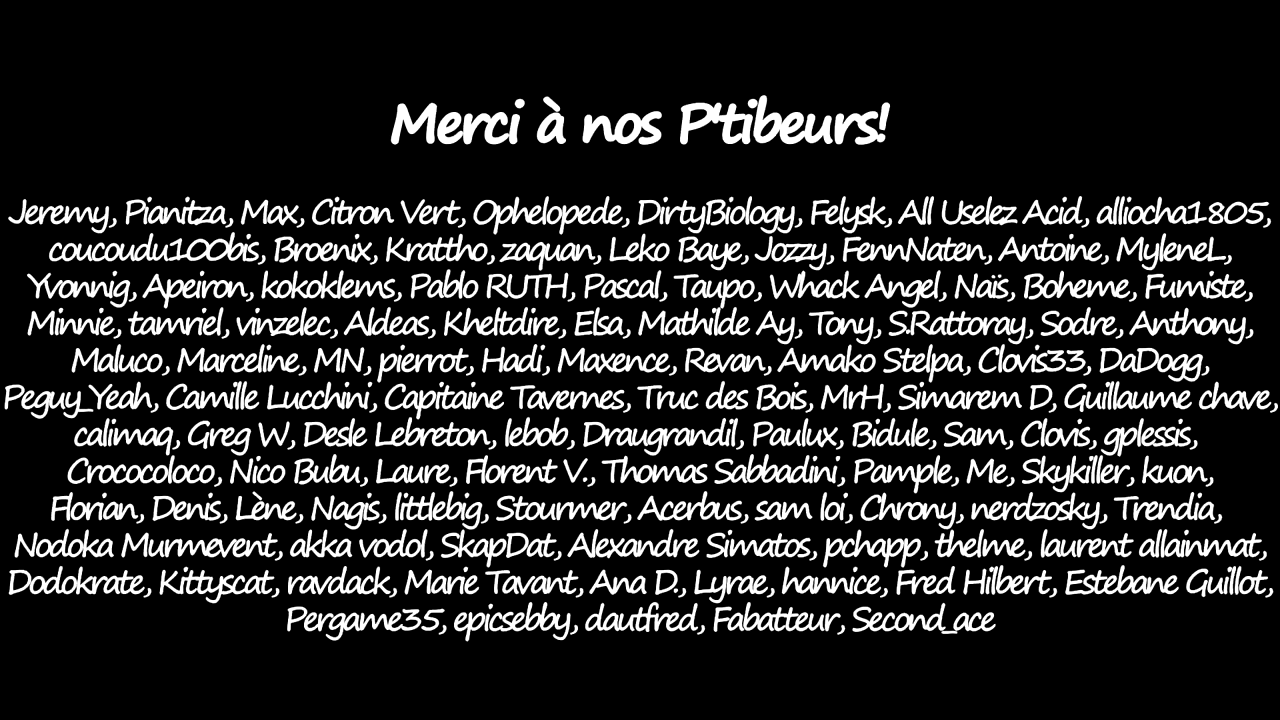 Merci à nos P'tibeurs!
Jeremy, Pianitza, Max, Citron Vert, Ophelopede, DirtyBiology, Felysk, All Uselez Acid, alliocha1805,
coucoudu100bis, Broenix, Krattho, zaquan, Leko Baye, Jozzy, FennNaten, Antoine, MyleneL,
Yvonnig, Apeiron, kokoklems, Pablo RUTH, Pascal, Taupo, Whack Angel, Naïs, Boheme, Fumiste,
Minnie, tamriel, vinzelec, Aldeas, Kheltdire, Elsa, Mathilde Ay, Tony, S.Rattoray, Sodre, Anthony,
Maluco, Marceline, MN, pierrot, Hadi, Maxence, Revan, Amako Stelpa, Clovis33, DaDogg,
Peguy_Yeah, Camille Lucchini, Capitaine Tavernes, Truc des Bois, MrH, Simarem D, Guillaume chave,
calimaq, Greg W, Desle Lebreton, lebob, Draugrandil, Paulux, Bidule, Sam, Clovis, gplessis,
Crococoloco, Nico Bubu, Laure, Florent V., Thomas Sabbadini, Pample, Me, Skykiller, kuon,
Florian, Denis, Lène, Nagis, littlebig, Stourmer, Acerbus, sam loi, Chrony, nerdzosky, Trendia,
Nodoka Murmevent, akka vodol, SkapDat, Alexandre Simatos, pchapp, thelme, laurent allainmat,
Dodokrate, Kittyscat, ravdack, Marie Tavant, Ana D., Lyrae, hannice, Fred Hilbert, Estebane Guillot,
Pergame35, epicsebby, dautfred, Fabatteur, Second_ace